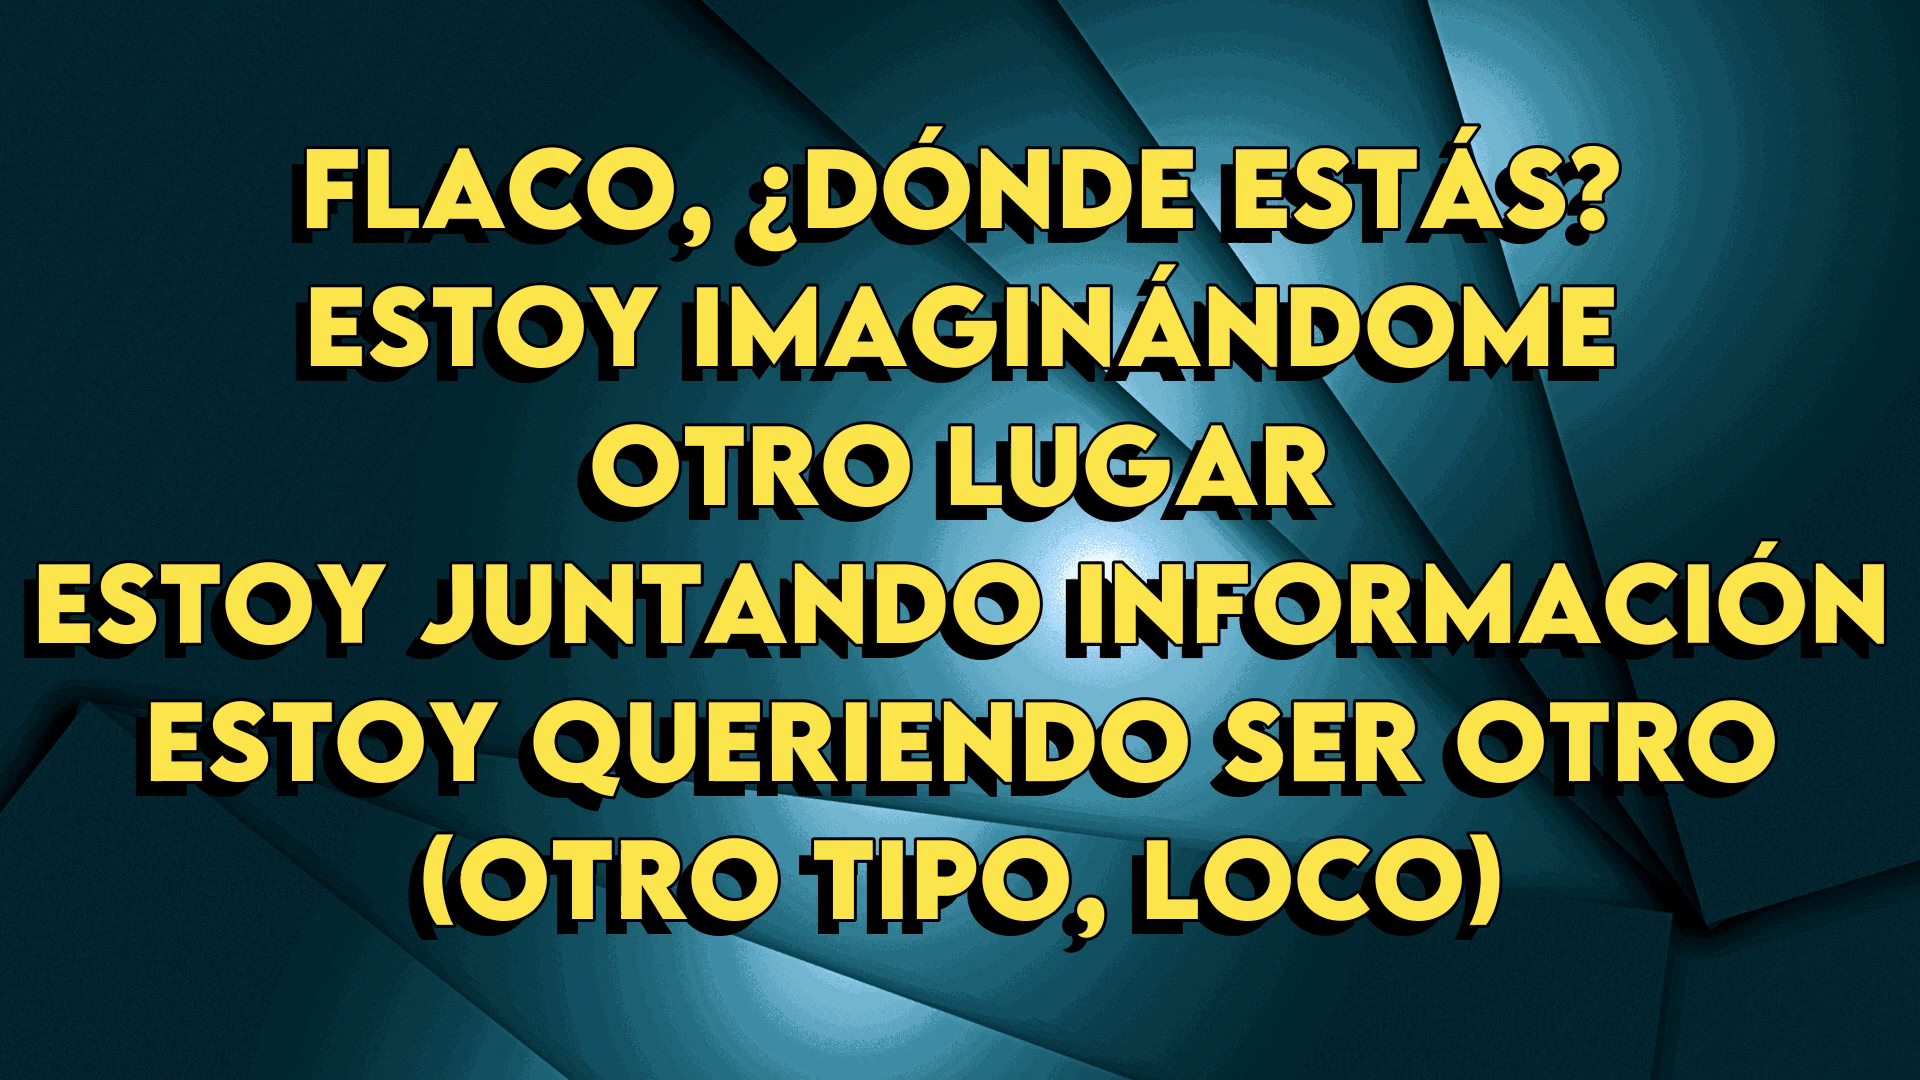 FLACO, ¿DÓNDE ESTÁS?
ESTOY IMAGINÁNDOME
OTRO LUGAR
ESTOY JUNTANDO INFORMACIÓN
ESTOY QUERIENDO SER OTRO
(OTRO TIPO, LOCO)